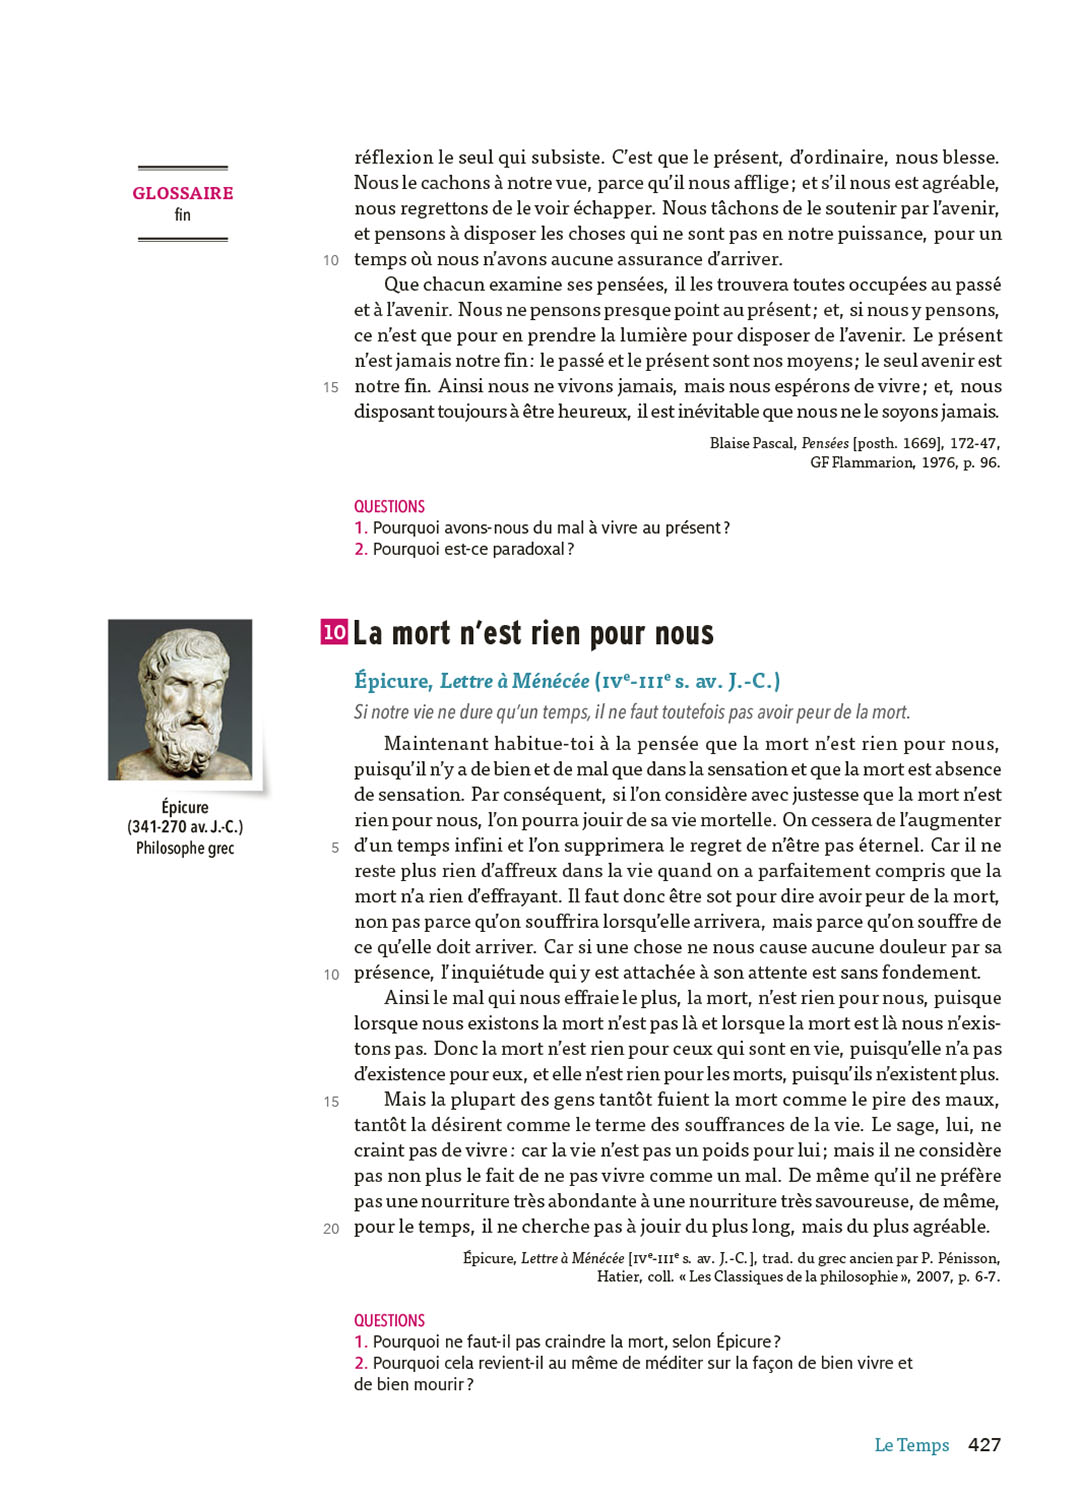 GLOSSAIRE
fin
réflexion le seul qui subsiste. C’est que le présent, d’ordinaire, nous blesse.
Nous le cachons à notre vue, parce qu’il nous afflige ; et s’il nous est agréable,
nous regrettons de le voir échapper. Nous tâchons de le soutenir par l’avenir,
et pensons à disposer les choses qui ne sont pas en notre puissance, pour un
10 temps où nous n’avons aucune assurance d’arriver.
Que chacun examine ses pensées, il les trouvera toutes occupées au passé
et à l’avenir. Nous ne pensons presque point au présent ; et, si nous y pensons,
ce n’est que pour en prendre la lumière pour disposer de l’avenir. Le présent
n’est jamais notre fin : le passé et le présent sont nos moyens ; le seul avenir est
15 notre fin. Ainsi nous ne vivons jamais, mais nous espérons de vivre ; et, nous
disposant toujours à être heureux, il est inévitable que nous ne le soyons jamais.
Blaise Pascal, Pensées [posth. 1669], 172-47,
GF Flammarion, 1976, p. 96.
QUESTIONS
1. Pourquoi avons-nous du mal à vivre au présent ?
2. Pourquoi est-ce paradoxal ?
10 La mort n’est rien pour nous
Épicure, Lettre à Ménécée (IVe-IIIe s. av. J.-C.)
Si notre vie ne dure qu’un temps, il ne faut toutefois pas avoir peur de la mort.
Épicure
(341-270 av. J.-C.)
Philosophe grec
Maintenant habitue-toi à la pensée que la mort n’est rien pour nous,
puisqu’il n’y a de bien et de mal que dans la sensation et que la mort est absence
de sensation. Par conséquent, si l’on considère avec justesse que la mort n’est
rien pour nous, l’on pourra jouir de sa vie mortelle. On cessera de l’augmenter
5 d’un temps infini et l’on supprimera le regret de n’être pas éternel. Car il ne
reste plus rien d’affreux dans la vie quand on a parfaitement compris que la
mort n’a rien d’effrayant. Il faut donc être sot pour dire avoir peur de la mort,
non pas parce qu’on souffrira lorsqu’elle arrivera, mais parce qu’on souffre de
ce qu’elle doit arriver. Car si une chose ne nous cause aucune douleur par sa
10 présence, l’inquiétude qui y est attachée à son attente est sans fondement.
Ainsi le mal qui nous effraie le plus, la mort, n’est rien pour nous, puisque
lorsque nous existons la mort n’est pas là et lorsque la mort est là nous n’exis-
tons pas. Donc la mort n’est rien pour ceux qui sont en vie, puisqu’elle n’a pas
d’existence pour eux, et elle n’est rien pour les morts, puisqu’ils n’existent plus.
15 Mais la plupart des gens tantôt fuient la mort comme le pire des maux,
tantôt la désirent comme le terme des souffrances de la vie. Le sage, lui, ne
craint pas de vivre : car la vie n’est pas un poids pour lui ; mais il ne considère
pas non plus le fait de ne pas vivre comme un mal. De même qu’il ne préfère
pas une nourriture très abondante à une nourriture très savoureuse, de même,
20 pour le temps, il ne cherche pas à jouir du plus long, mais du plus agréable.
Épicure, Lettre à Ménécée [IVe-IIIe s. av. J.-C.], trad. du grec ancien par P. Pénisson,
Hatier, coll. « Les Classiques de la philosophie », 2007, p. 6-7.
QUESTIONS
1. Pourquoi ne faut-il pas craindre la mort, selon Épicure ?
2. Pourquoi cela revient-il au même de méditer sur la façon de bien vivre et
de bien mourir ?
Le Temps 427